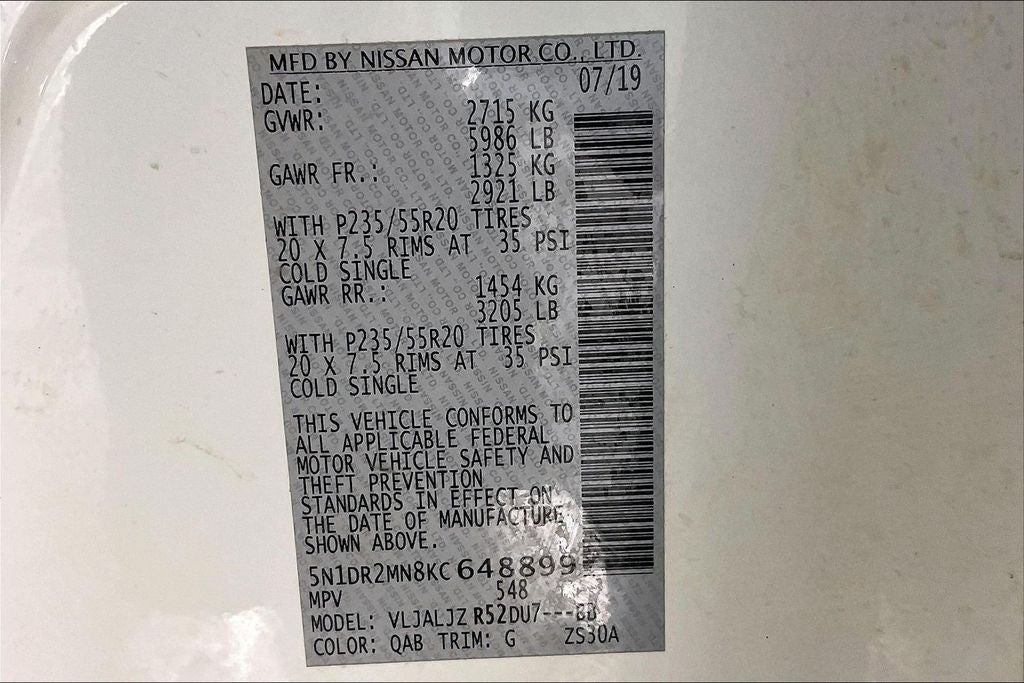 MFD BY NISSAN MOTOR CO., LTD.
DATE: 07/19
GVWR: 2715 KG
5986 LB
GAWR FR.: 1325 KG
2921 LB
WITH P235/55R20 TIRES
20 X 7.5 RIMS AT 35 PSI
COLD SINGLE
GAWR RR.: 1454 KG
3205 LB
WITH P235/55R20 TIRES
20 X 7.5 RIMS AT 35 PSI
COLD SINGLE
THIS VEHICLE CONFORMS TO
ALL APPLICABLE FEDERAL
MOTOR VEHICLE SAFETY AND
THEFT PREVENTION
STANDARDS IN EFFECT ON
THE DATE OF MANUFACTURE
SHOWN ABOVE.
5N1DR2MN8KC648899
MPV 548
MODEL: VLJALJZ R52DU7---
COLOR: QAB TRIM: G ZS30A